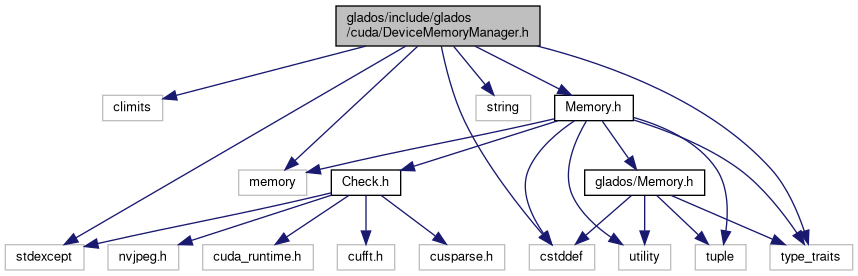 glados/include/glados
/cuda/DeviceMemoryManager.h
climits
string
Memory.h
memory
Check.h
glados/Memory.h
stdexcept
nvjpeg.h
cuda_runtime.h
cufft.h
cusparse.h
cstddef
utility
tuple
type_traits